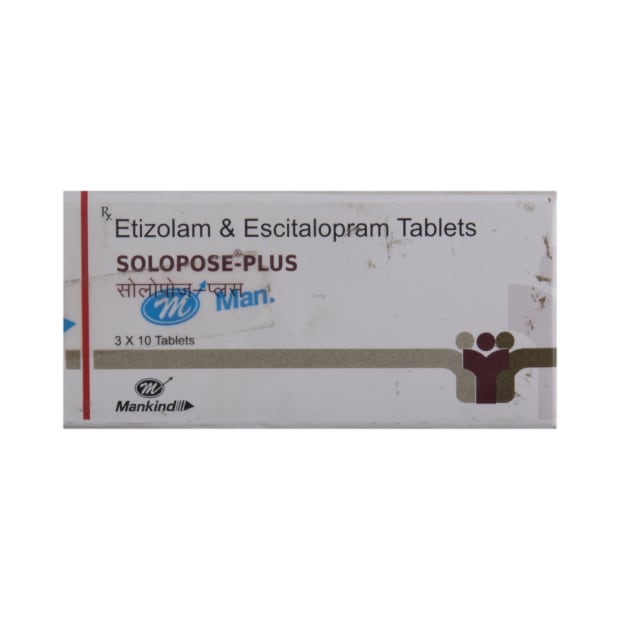 Rx Etizolam & Escitalopram Tablets
SOLOPOSE®-PLUS
सोलोपोज़-प्लस
M Man.
3 X 10 Tablets
M
Mankind